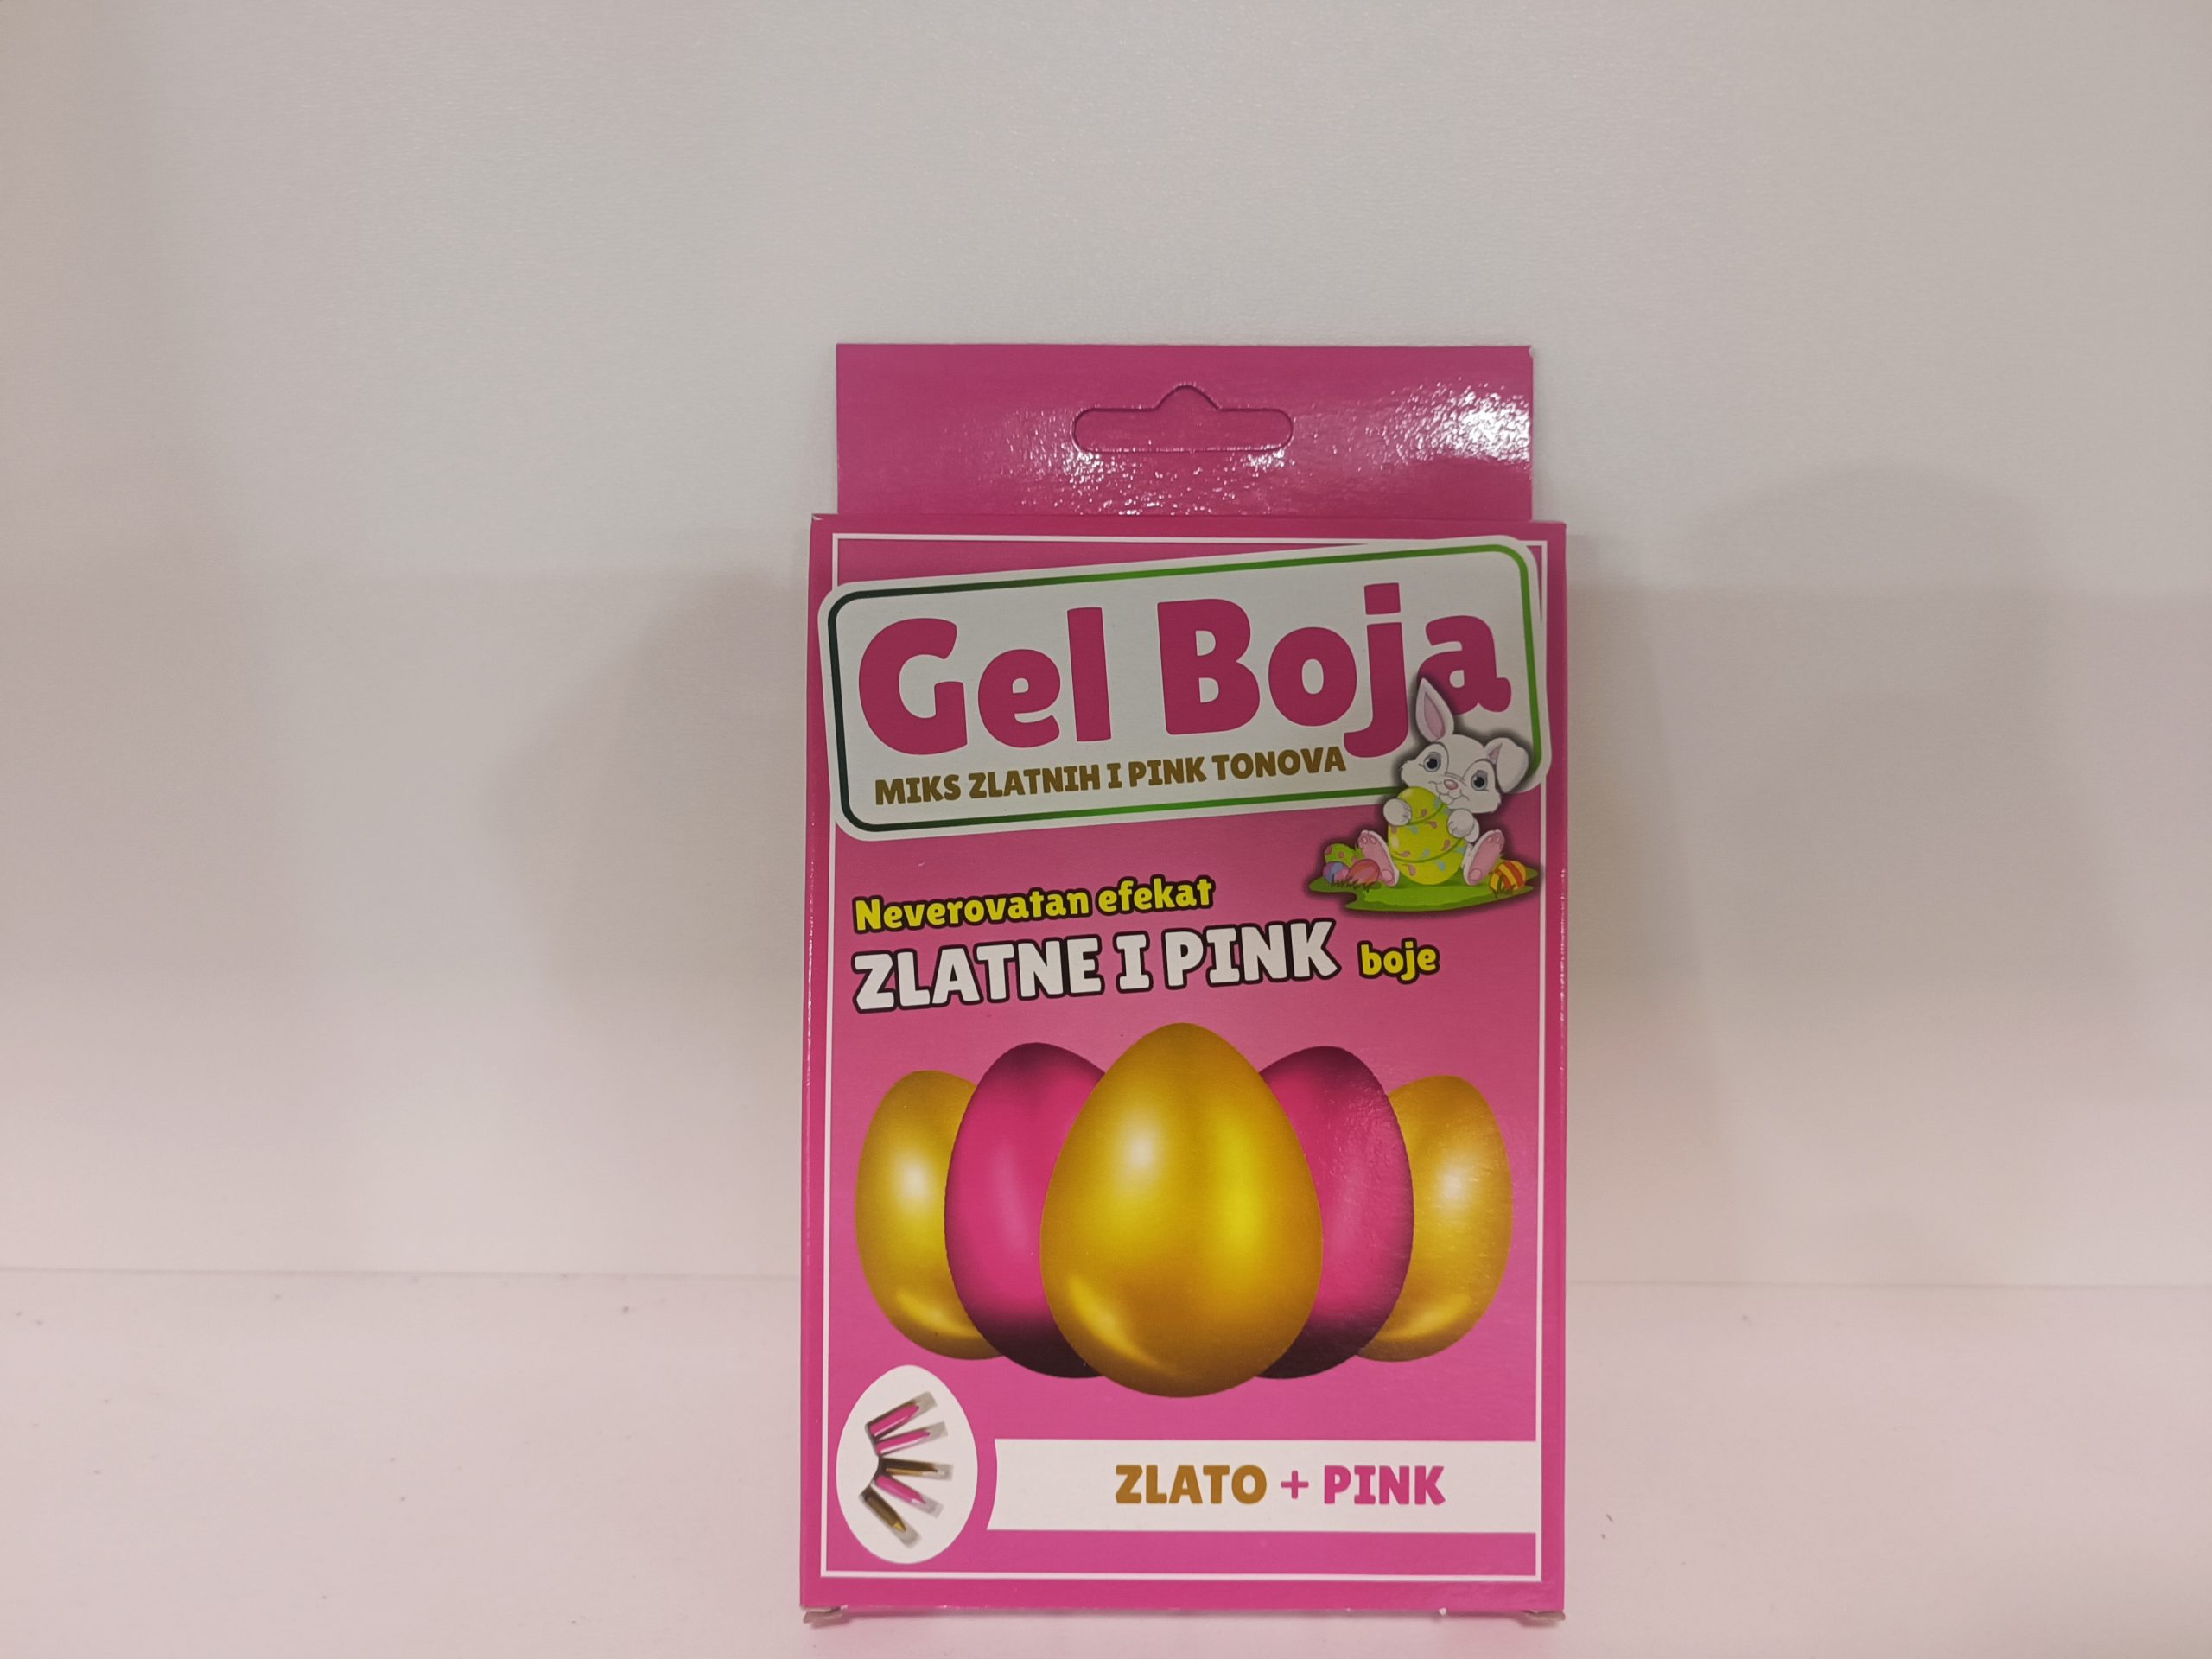 Gel Boja
MIKS ZLATNIH I PINK TONOVA
Neverovatan efekat
ZLATNE I PINK boje
ZLATO + PINK